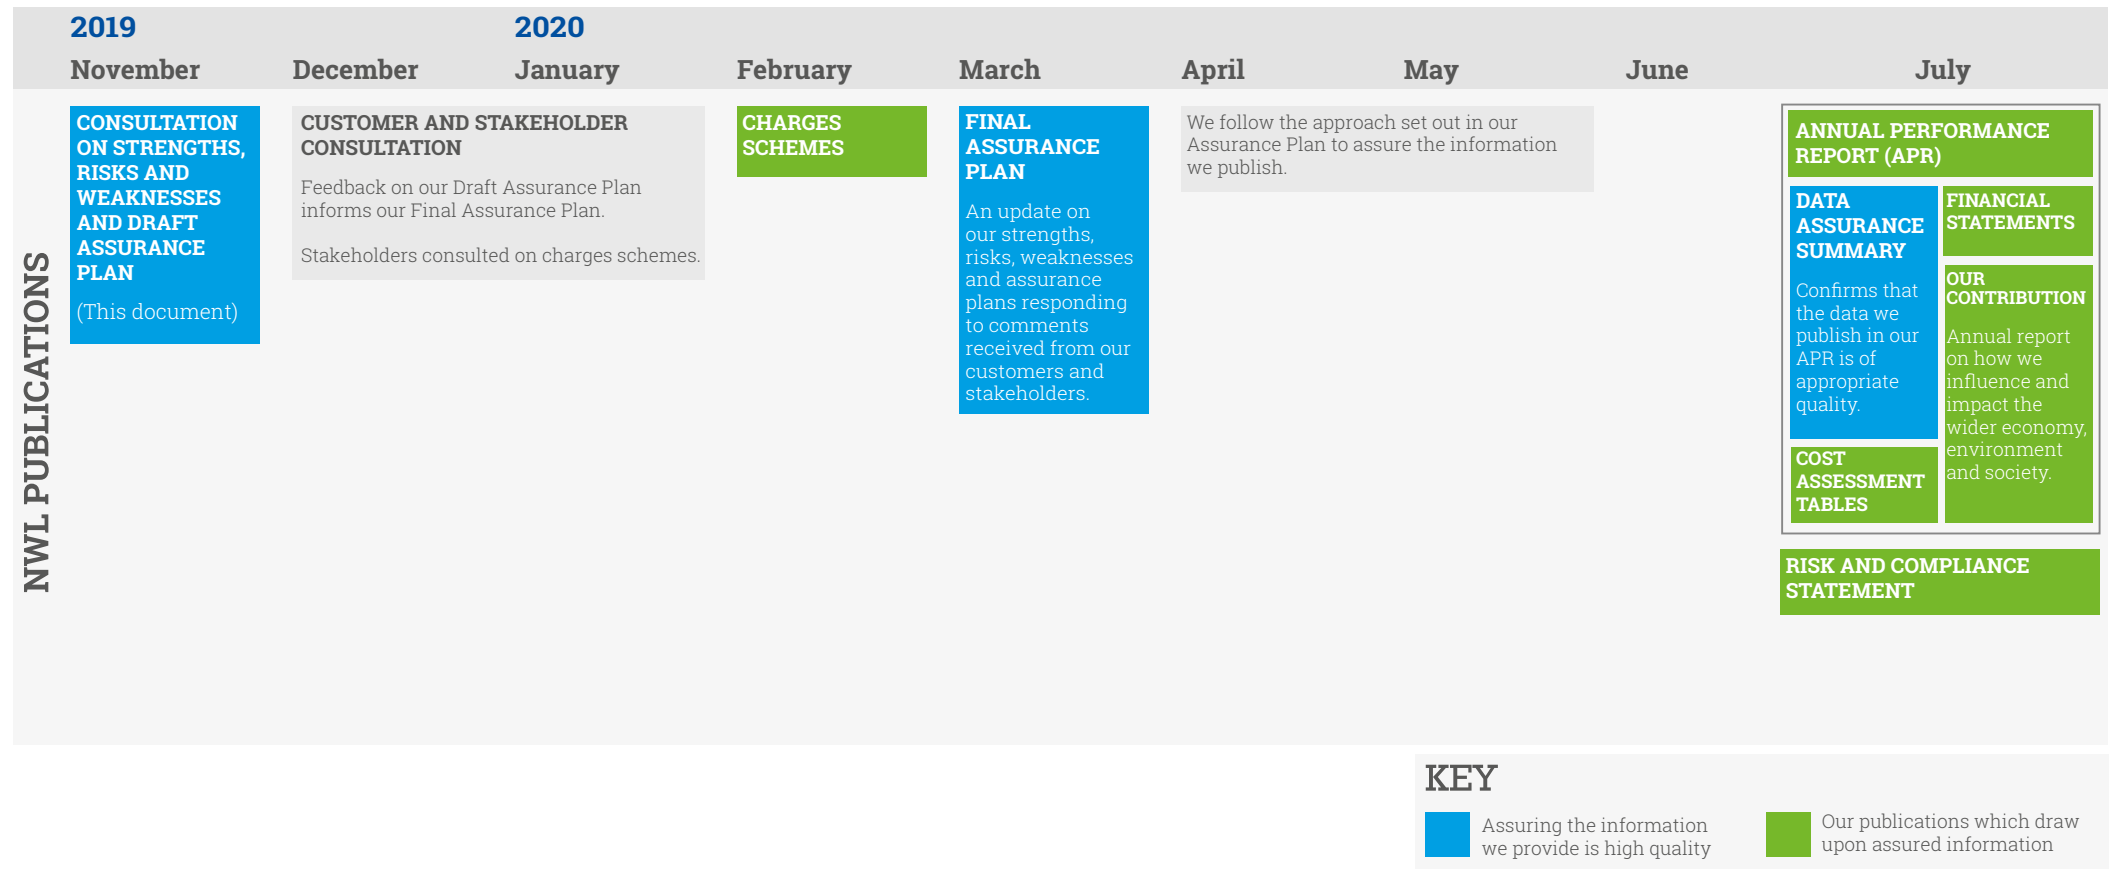 2019
2020
November
December
January
February
March
April
May
June
July
NWL PUBLICATIONS
CONSULTATION
ON STRENGTHS,
RISKS AND
WEAKNESSES
AND DRAFT
ASSURANCE
PLAN
(This document)
CUSTOMER AND STAKEHOLDER
CONSULTATION
Feedback on our Draft Assurance Plan
informs our Final Assurance Plan.
Stakeholders consulted on charges schemes.
CHARGES
SCHEMES
FINAL
ASSURANCE
PLAN
An update on
our strengths,
risks, weaknesses
and assurance
plans responding
to comments
received from our
customers and
stakeholders.
We follow the approach set out in our
Assurance Plan to assure the information
we publish.
ANNUAL PERFORMANCE
REPORT (APR)
DATA
ASSURANCE
SUMMARY
Confirms that
the data we
publish in our
APR is of
appropriate
quality.
COST
ASSESSMENT
TABLES
FINANCIAL
STATEMENTS
OUR
CONTRIBUTION
Annual report
on how we
influence and
impact the
wider economy,
environment
and society.
RISK AND COMPLIANCE
STATEMENT
KEY
Assuring the information
we provide is high quality
Our publications which draw
upon assured information